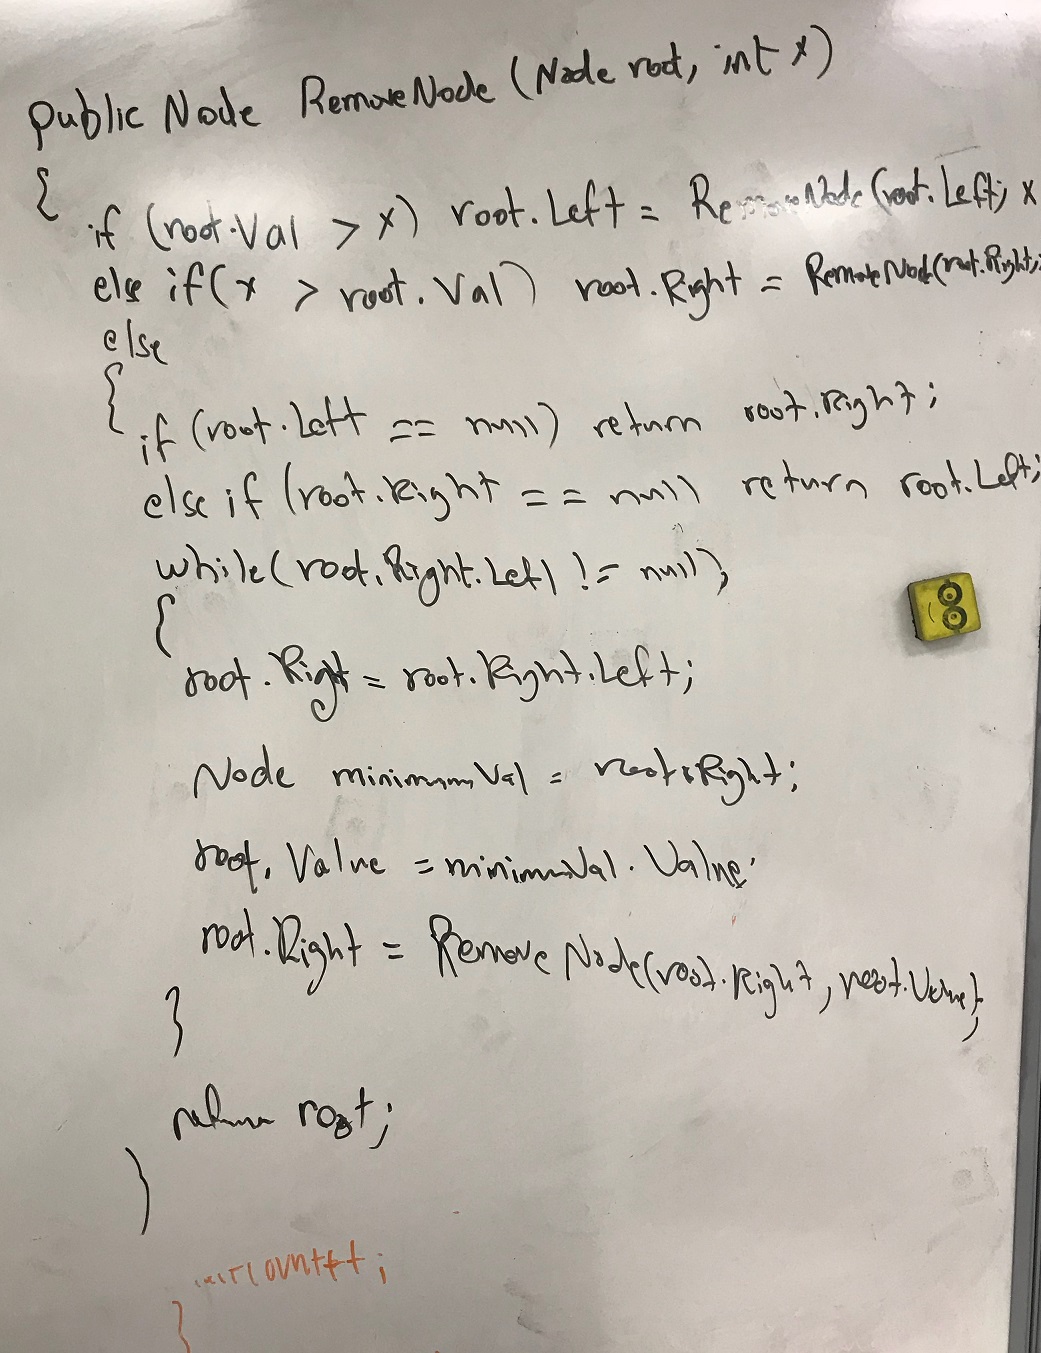 public Node RemoveNode (Node root, int x)
{
if (root.Val > x) root.Left = RemoveNode(root.Left, x
else if(x > root.Val) root.Right = RemoveNode(root.Right,
else
{
if (root.Left == null) return root.Right;
else if (root.Right == null return root.Left;
while(root.Right.Left != null);
{
root.Right = root.Right.Left;
Node minimumVal = root.Right;
root.Value = minimumVal.Value;
root.Right = RemoveNode(root.Right, root.Value);
}
return root;
}
}